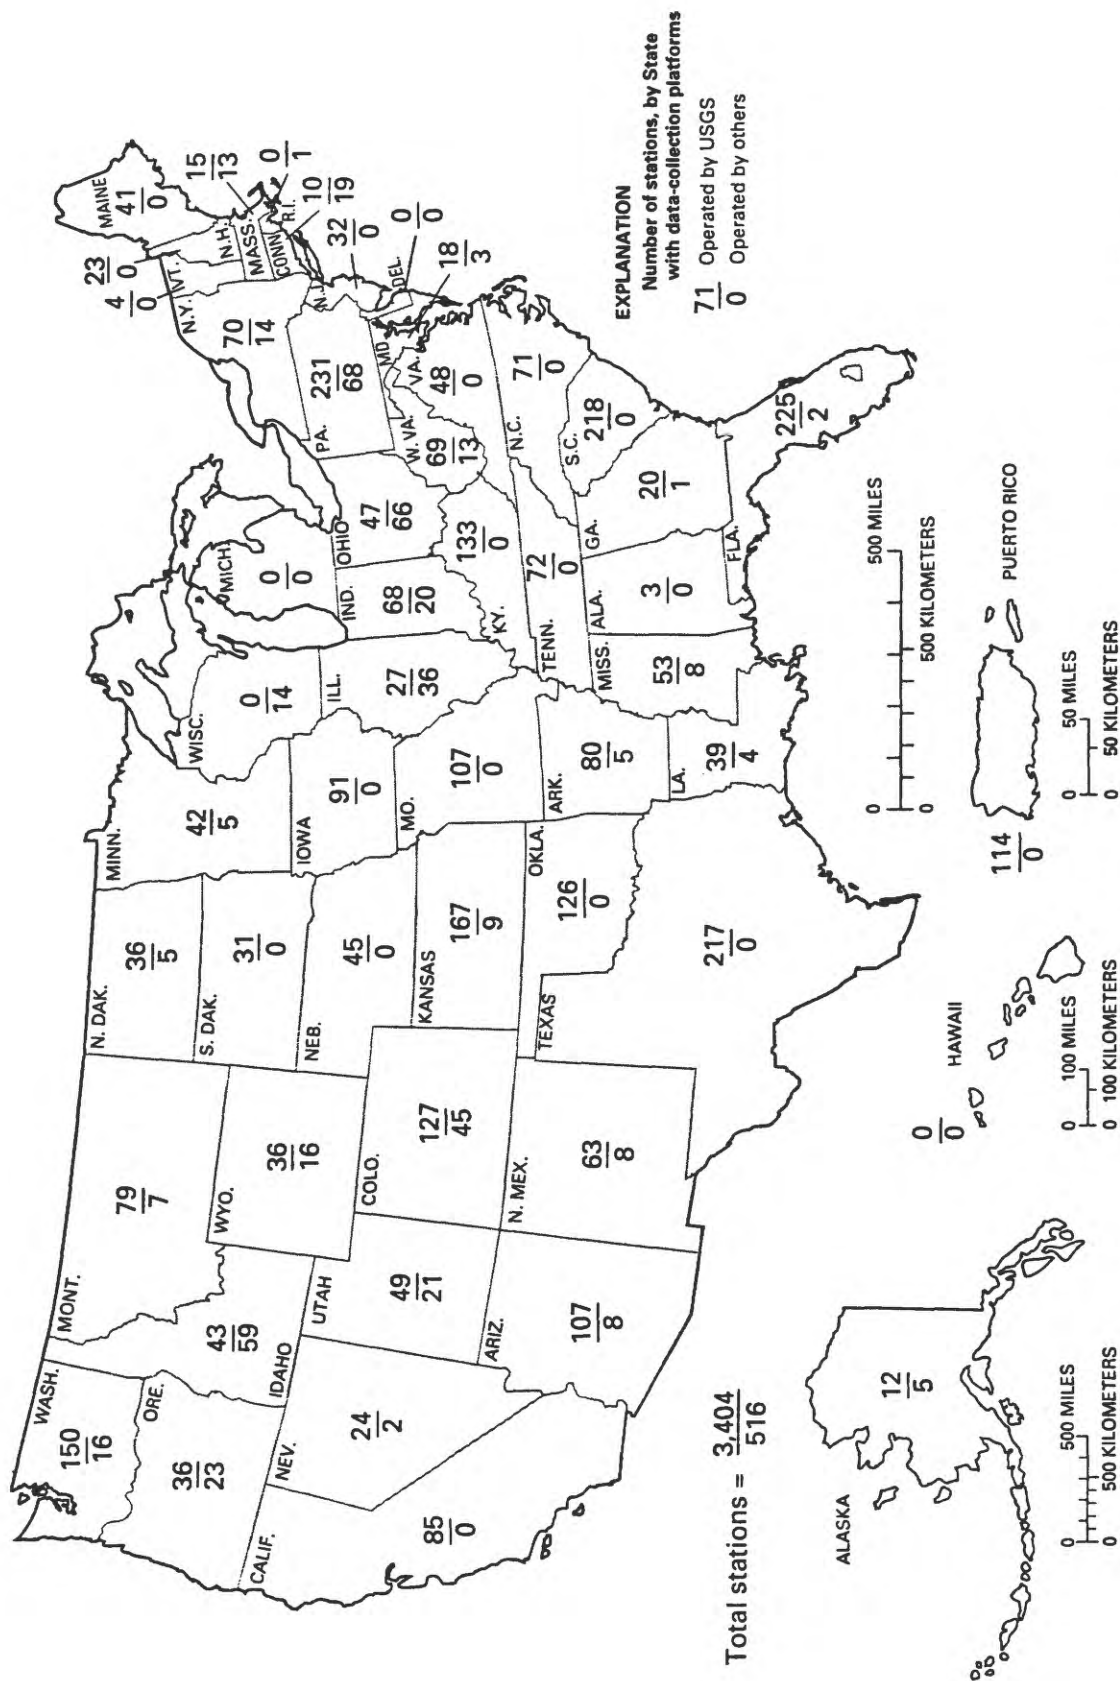 WASH.
150
16
ORE.
36
23
CALIF.
85
0
NEV.
24
2
IDAHO
43
59
MONT.
79
7
WYO.
36
16
UTAH
49
21
ARIZ.
107
8
COLO.
127
45
N. MEX.
63
8
N. DAK.
36
5
S. DAK.
31
0
NEB.
45
0
KANSAS
167
9
OKLA.
126
0
TEXAS
217
0
MINN.
42
5
IOWA
91
0
MO.
107
0
ARK.
80
5
LA.
39
4
WISC.
0
14
ILL.
27
36
MICH.
0
0
IND.
68
20
OHIO
47
66
KY.
133
0
TENN.
72
0
MISS.
53
8
ALA.
3
0
GA.
20
1
FLA.
225
2
S.C.
218
0
N.C.
71
0
VA.
48
0
W. VA.
69
13
PA.
231
68
N.Y.
70
14
VT.
4
0
N.H.
23
0
MAINE
41
0
MASS.
15
13
R.I.
0
1
CONN.
10
19
N.J.
32
0
DEL.
0
0
MD.
18
3
EXPLANATION
Number of stations, by State
with data-collection platforms
71 Operated by USGS
0 Operated by others
Total stations = 3,404
516
ALASKA
12
5
0 500 MILES
0 500 KILOMETERS
HAWAII
0
0
0 100 MILES
0 100 KILOMETERS
PUERTO RICO
114
0
0 50 MILES
0 50 KILOMETERS
0 500 MILES
0 500 KILOMETERS